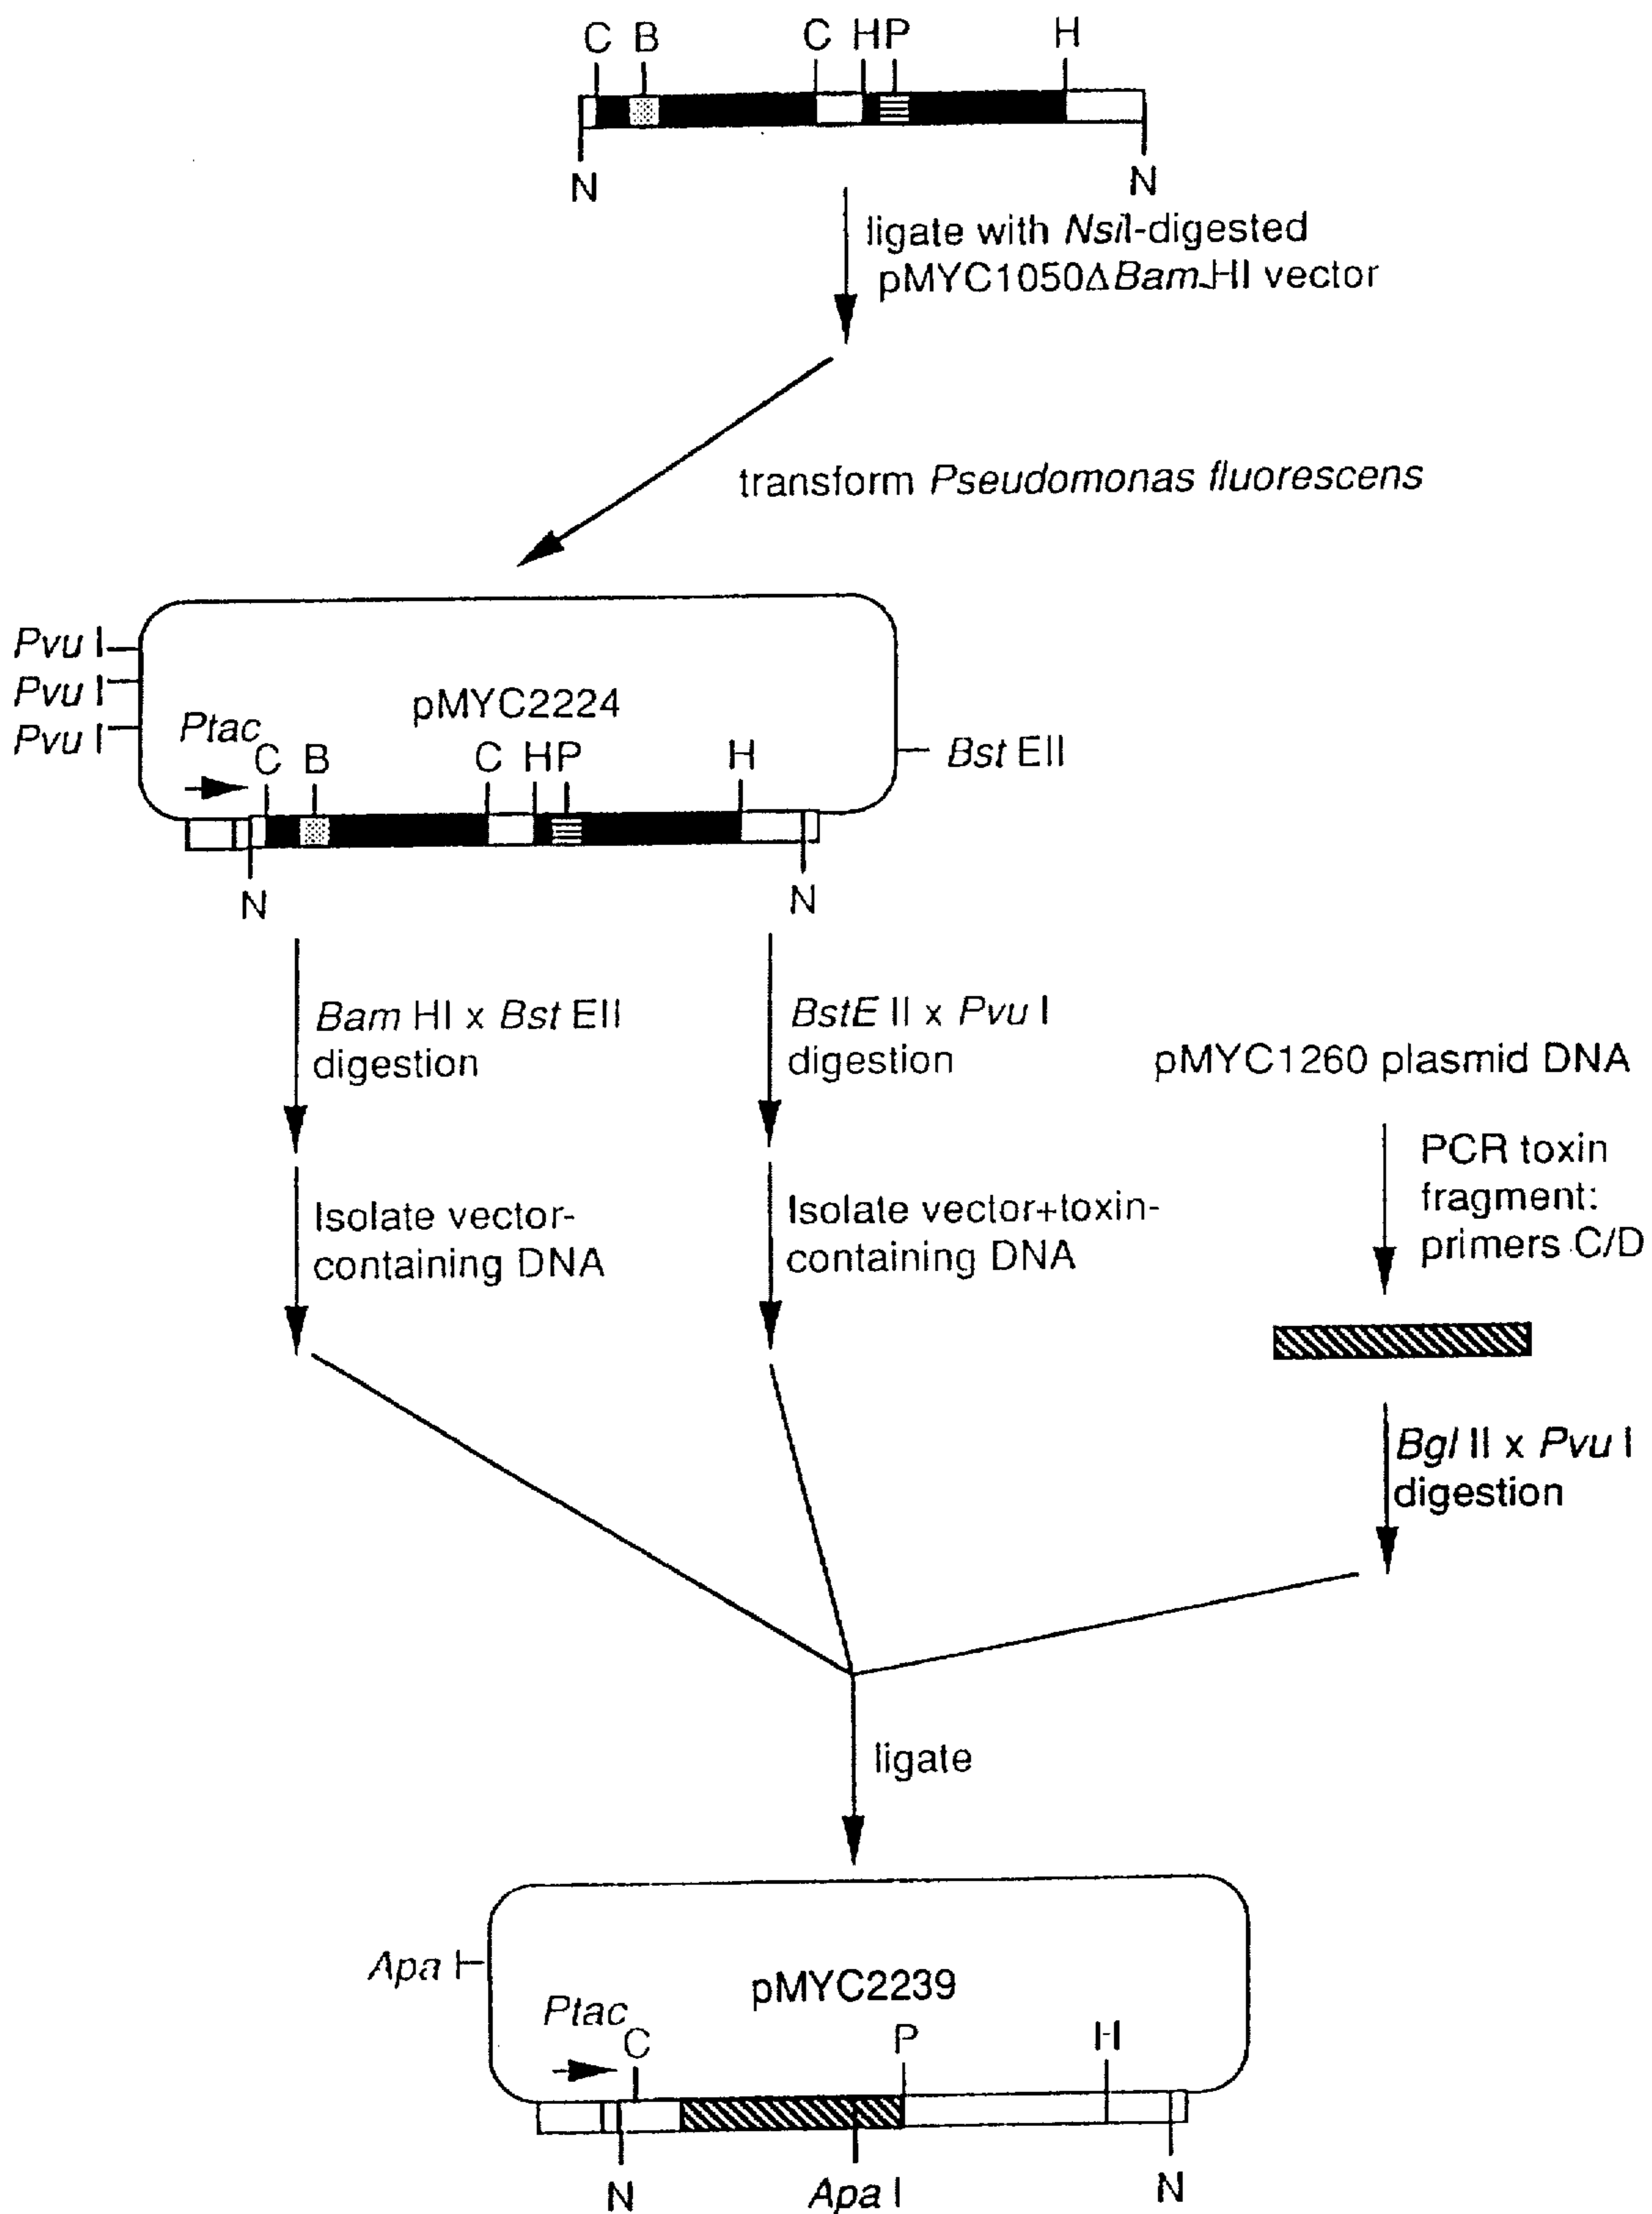 C B C HP H
N N
ligate with NsiI-digested
pMYC1050ΔBamHI vector
transform Pseudomonas fluorescens
Pvu I
Pvu I
Pvu I
Ptac
pMYC2224
C B C HP H
Bst EII
N N
Bam HI x Bst EII
digestion
BstE II x Pvu I
digestion
pMYC1260 plasmid DNA
Isolate vector-
containing DNA
Isolate vector+toxin-
containing DNA
PCR toxin
fragment:
primers C/D
Bgl II x Pvu I
digestion
ligate
Apa I
pMYC2239
Ptac
C P H
N Apa I N